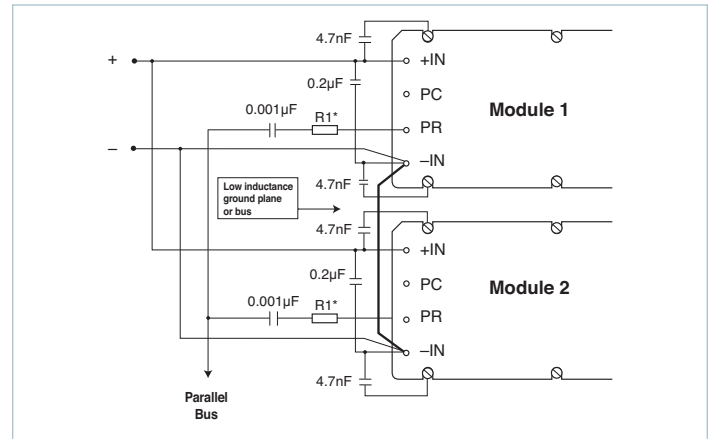 4.7nF
+
+IN
0.2µF
PC
Module 1
0.001µF
R1*
PR
–
–IN
4.7nF
Low inductance
ground plane
or bus
4.7nF
+IN
0.2µF
PC
Module 2
0.001µF
R1*
PR
–IN
4.7nF
Parallel
Bus